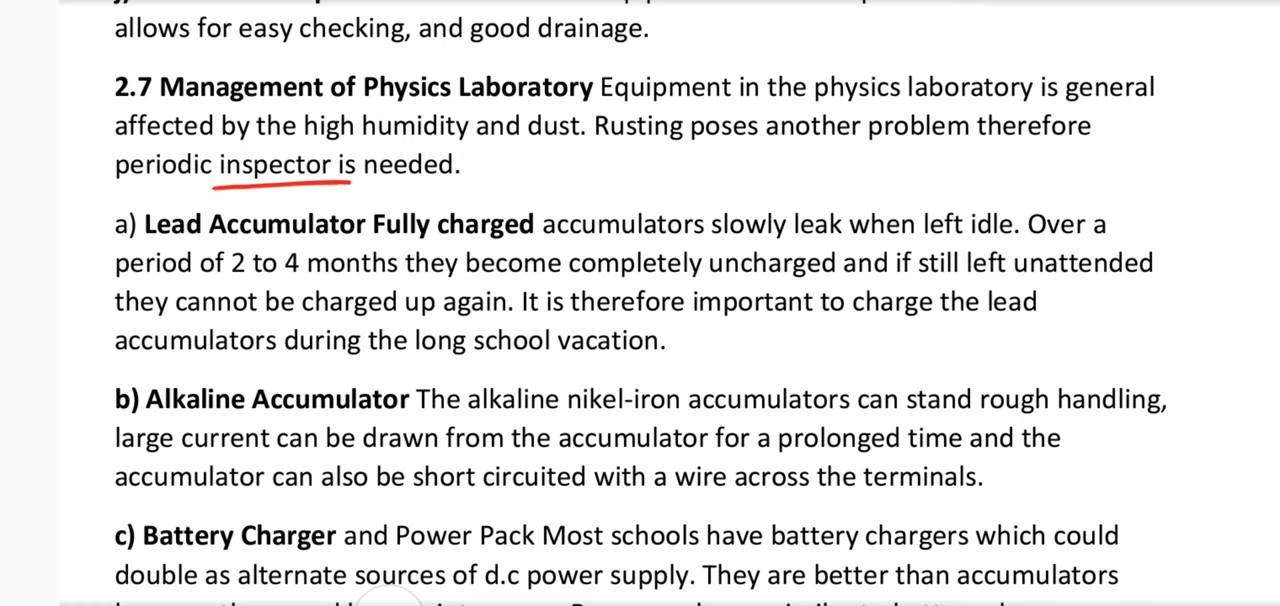 allows for easy checking, and good drainage.
2.7 Management of Physics Laboratory Equipment in the physics laboratory is general
affected by the high humidity and dust. Rusting poses another problem therefore
periodic inspector is needed.
a) Lead Accumulator Fully charged accumulators slowly leak when left idle. Over a
period of 2 to 4 months they become completely uncharged and if still left unattended
they cannot be charged up again. It is therefore important to charge the lead
accumulators during the long school vacation.
b) Alkaline Accumulator The alkaline nikel-iron accumulators can stand rough handling,
large current can be drawn from the accumulator for a prolonged time and the
accumulator can also be short circuited with a wire across the terminals.
c) Battery Charger and Power Pack Most schools have battery chargers which could
double as alternate sources of d.c power supply. They are better than accumulators